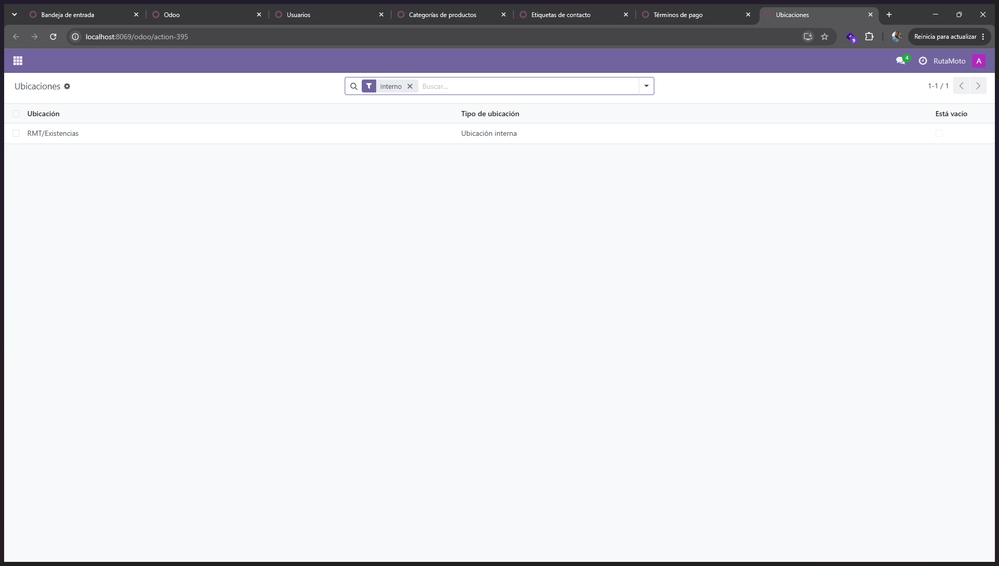 Bandeja de entrada
Odoo
Usuarios
Categorías de productos
Etiquetas de contacto
Términos de pago
Ubicaciones
localhost:8069/odoo/action-395
9
Reinicia para actualizar
4
RutaMoto
A
Ubicaciones
Interno
Buscar...
1-1 / 1
Ubicación
Tipo de ubicación
Está vacío
RMT/Existencias
Ubicación interna